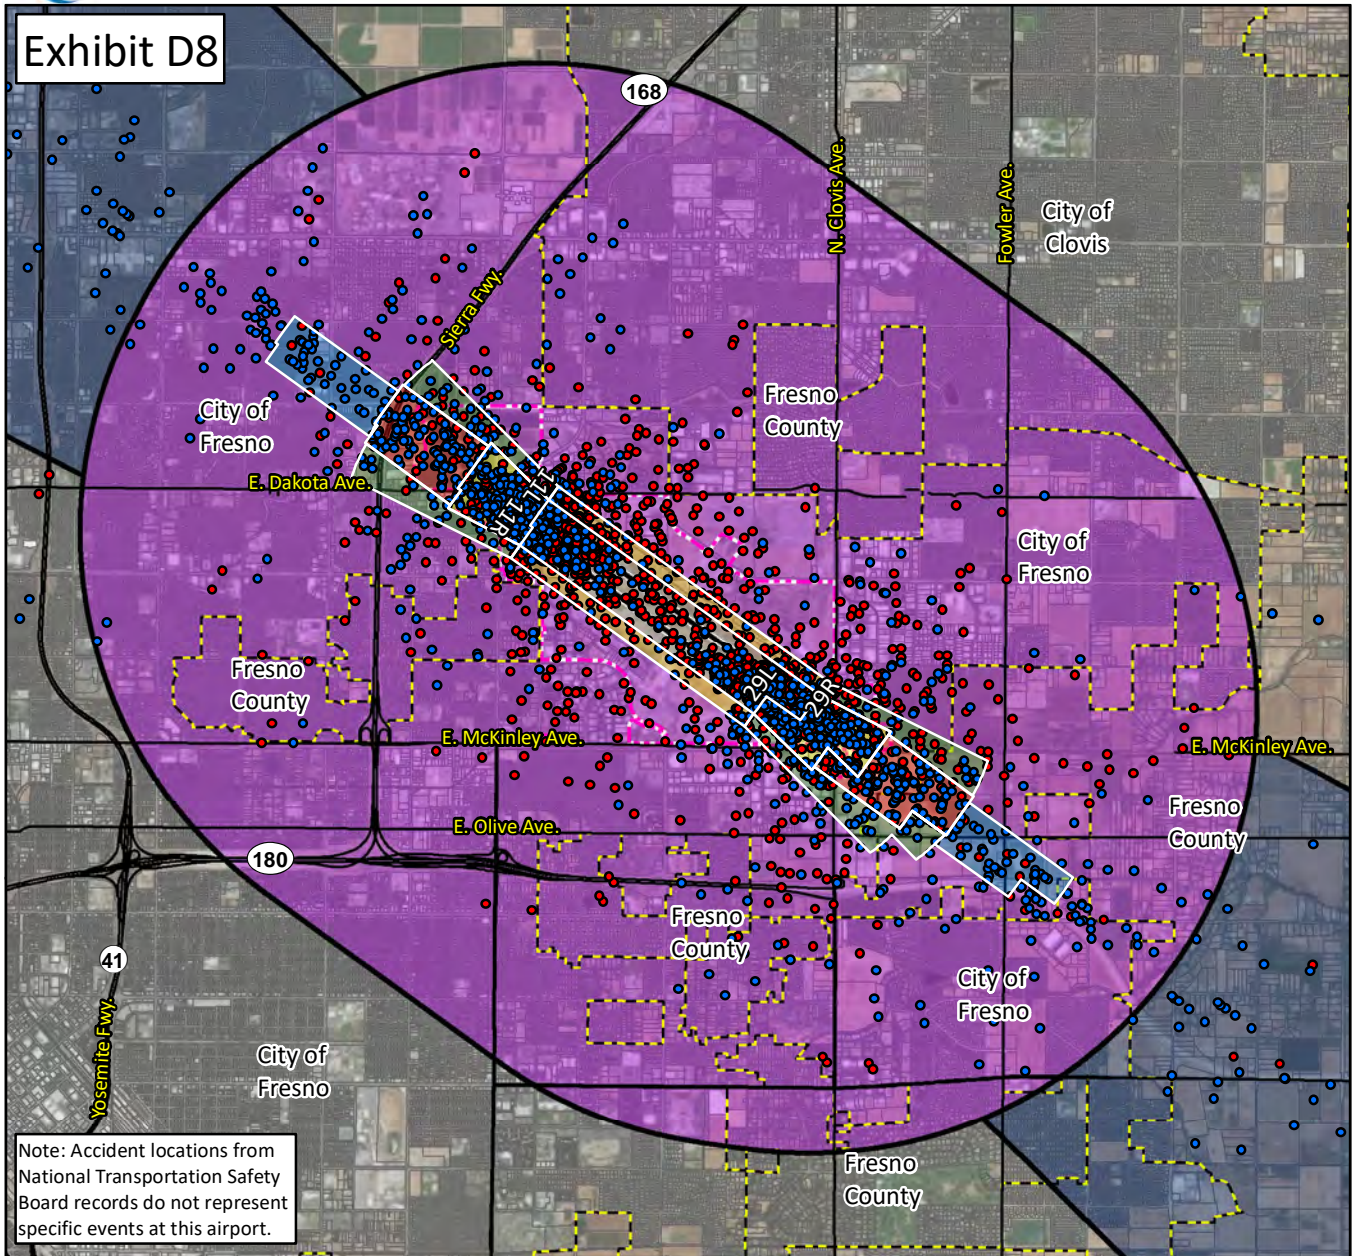 Exhibit D8
168
N. Clovis Ave.
Fowler Ave.
City of
Clovis
Sierra Fwy.
Fresno
County
City of
Fresno
E. Dakota Ave.
11L
11R
City of
Fresno
Fresno
County
29L
29R
E. McKinley Ave.
E. McKinley Ave.
Fresno
County
E. Olive Ave.
180
Fresno
County
41
City of
Fresno
Yosemite Fwy.
City of
Fresno
Fresno
County
Note: Accident locations from
National Transportation Safety
Board records do not represent
specific events at this airport.